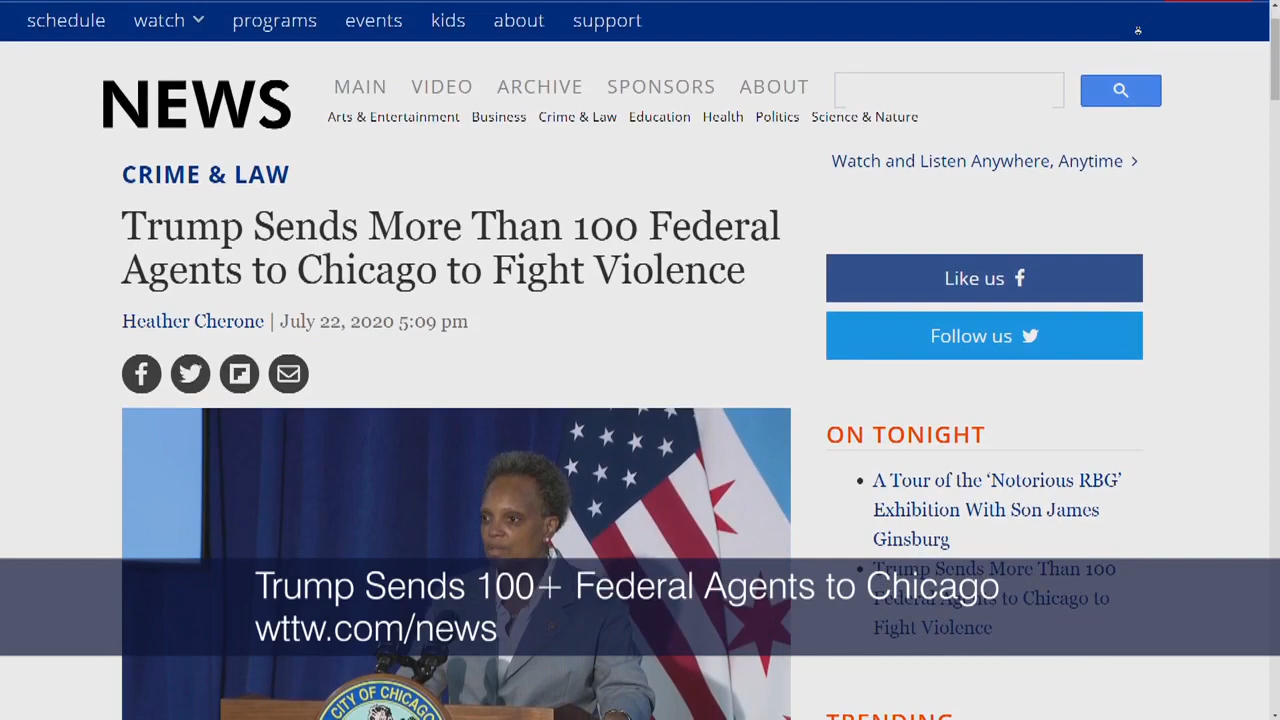 schedule watch programs events kids about support
NEWS
MAIN VIDEO ARCHIVE SPONSORS ABOUT
Arts & Entertainment Business Crime & Law Education Health Politics Science & Nature
CRIME & LAW
Watch and Listen Anywhere, Anytime
Trump Sends More Than 100 Federal
Agents to Chicago to Fight Violence
Heather Cherone | July 22, 2020 5:09 pm
Like us
Follow us
ON TONIGHT
A Tour of the ‘Notorious RBG’
Exhibition With Son James
Ginsburg
Trump Sends More Than 100
Federal Agents to Chicago to
Fight Violence
Trump Sends 100+ Federal Agents to Chicago
wttw.com/news
CITY OF CHICAGO
TRENDING